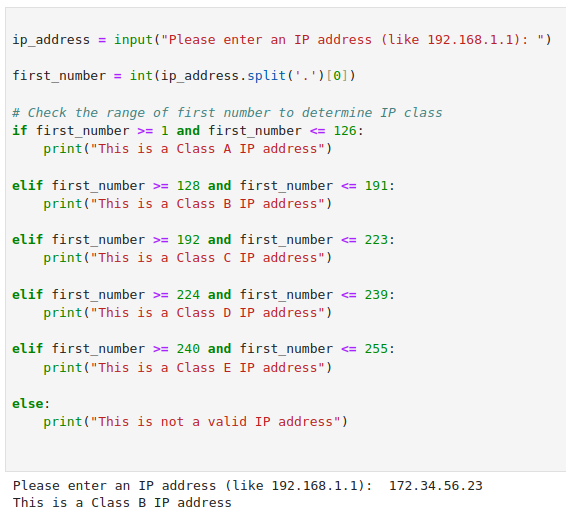 ip_address = input("Please enter an IP address (like 192.168.1.1): ")
first_number = int(ip_address.split('.')[0])
# Check the range of first number to determine IP class
if first_number >= 1 and first_number <= 126:
    print("This is a Class A IP address")
elif first_number >= 128 and first_number <= 191:
    print("This is a Class B IP address")
elif first_number >= 192 and first_number <= 223:
    print("This is a Class C IP address")
elif first_number >= 224 and first_number <= 239:
    print("This is a Class D IP address")
elif first_number >= 240 and first_number <= 255:
    print("This is a Class E IP address")
else:
    print("This is not a valid IP address")
Please enter an IP address (like 192.168.1.1):  172.34.56.23
This is a Class B IP address